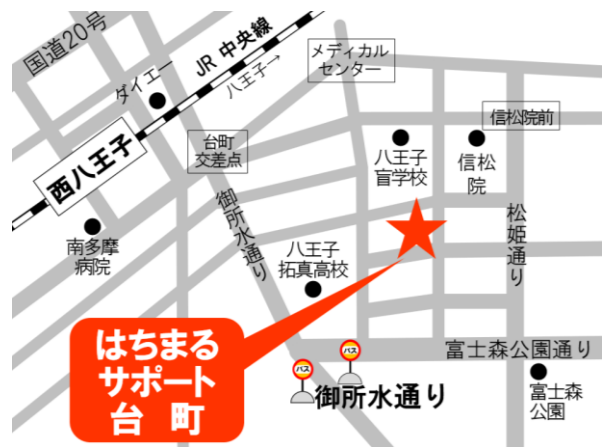 国道20号
ダイエー
JR 中央線
八王子→
メディカル
センター
信松院前
西八王子
台町
交差点
八王子
盲学校
信松
院
御所水通り
松姫通り
南多摩
病院
八王子
拓真高校
はちまる
サポート
台 町
バス
バス
御所水通り
富士森公園通り
富士森
公園